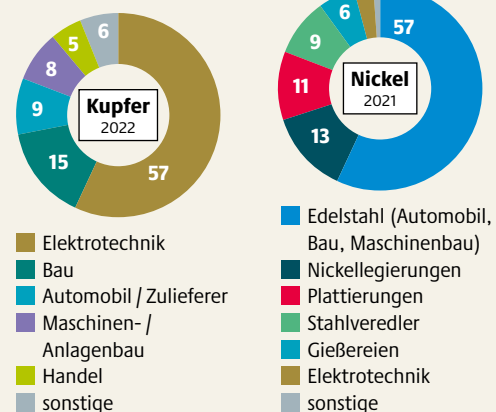 6
5
8
9
15
57
Kupfer
2022
Elektrotechnik
Bau
Automobil / Zulieferer
Maschinen- /
Anlagenbau
Handel
sonstige
57
6
9
11
13
Nickel
2021
Edelstahl (Automobil,
Bau, Maschinenbau)
Nickellegierungen
Plattierungen
Stahlveredler
Gießereien
Elektrotechnik
sonstige